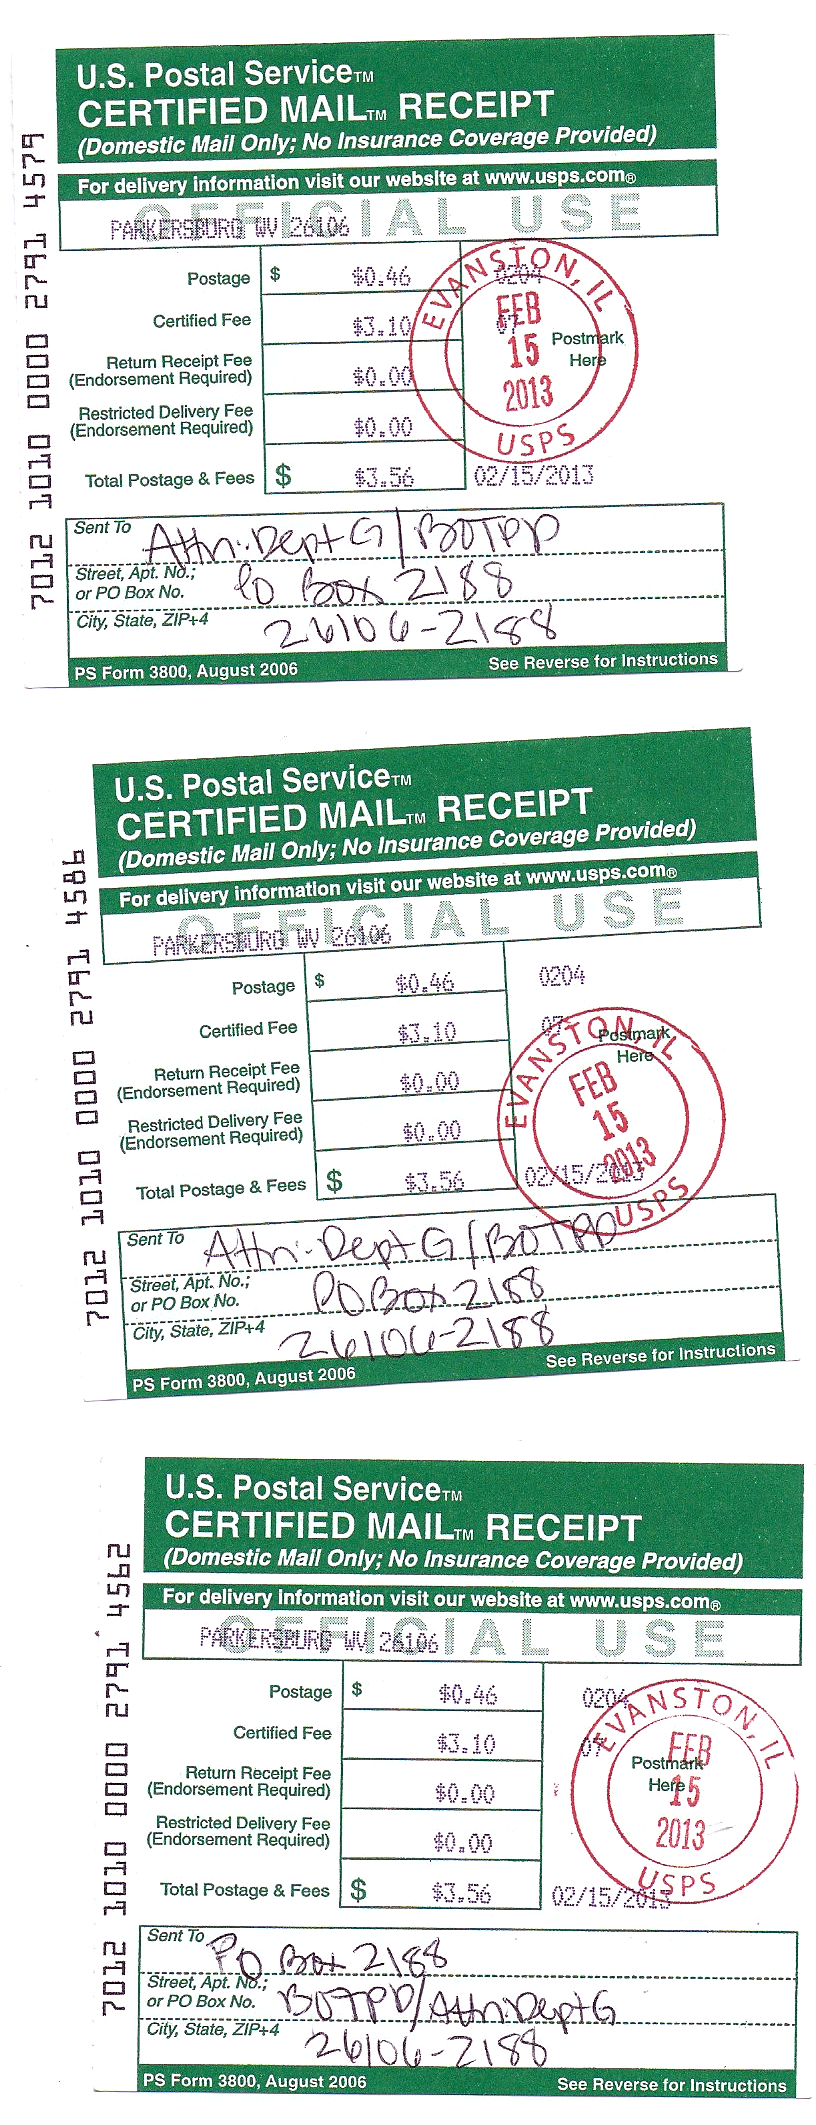 U.S. Postal Service™
CERTIFIED MAIL™ RECEIPT
(Domestic Mail Only; No Insurance Coverage Provided)
For delivery information visit our website at www.usps.com®
OFFICIAL USE
PARKERSBURG WV 26106
7012 1010 0000 2791 4579
Postage $ $0.46 0204
Certified Fee $3.10 07
Return Receipt Fee
(Endorsement Required) $0.00
Restricted Delivery Fee
(Endorsement Required) $0.00
Total Postage & Fees $ $3.56 02/15/2013
Postmark
Here
EVANSTON, IL
FEB
15
2013
USPS
Sent To Attn: Dept G/BOTPD
Street, Apt. No.;
or PO Box No. PO Box 2188
City, State, ZIP+4 26106-2188
PS Form 3800, August 2006 See Reverse for Instructions
U.S. Postal Service™
CERTIFIED MAIL™ RECEIPT
(Domestic Mail Only; No Insurance Coverage Provided)
For delivery information visit our website at www.usps.com®
OFFICIAL USE
PARKERSBURG WV 26106
7012 1010 0000 2791 4586
Postage $ $0.46 0204
Certified Fee $3.10 07
Return Receipt Fee
(Endorsement Required) $0.00
Restricted Delivery Fee
(Endorsement Required) $0.00
Total Postage & Fees $ $3.56 02/15/2013
Postmark
Here
EVANSTON, IL
FEB
15
2013
USPS
Sent To Attn: Dept G/BOTPD
Street, Apt. No.;
or PO Box No. PO Box 2188
City, State, ZIP+4 26106-2188
PS Form 3800, August 2006 See Reverse for Instructions
U.S. Postal Service™
CERTIFIED MAIL™ RECEIPT
(Domestic Mail Only; No Insurance Coverage Provided)
For delivery information visit our website at www.usps.com®
OFFICIAL USE
PARKERSBURG WV 26106
7012 1010 0000 2791 4562
Postage $ $0.46 0204
Certified Fee $3.10 07
Return Receipt Fee
(Endorsement Required) $0.00
Restricted Delivery Fee
(Endorsement Required) $0.00
Total Postage & Fees $ $3.56 02/15/2013
Postmark
Here
EVANSTON, IL
FEB
15
2013
USPS
Sent To PO Box 2188
Street, Apt. No.;
or PO Box No. BOTPD/Attn: Dept G
City, State, ZIP+4 26106-2188
PS Form 3800, August 2006 See Reverse for Instructions